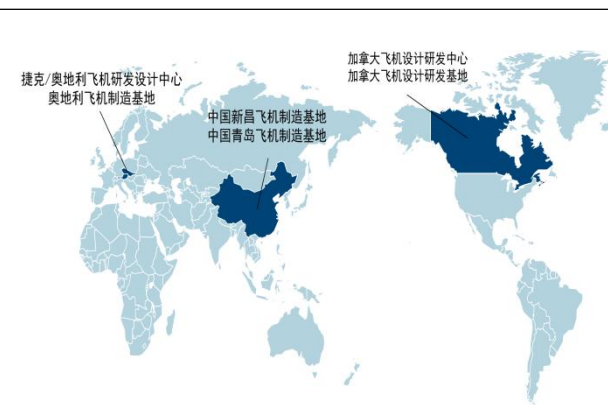 捷克/奥地利飞机研发设计中心
奥地利飞机制造基地
中国新昌飞机制造基地
中国青岛飞机制造基地
加拿大飞机设计研发中心
加拿大飞机设计研发基地